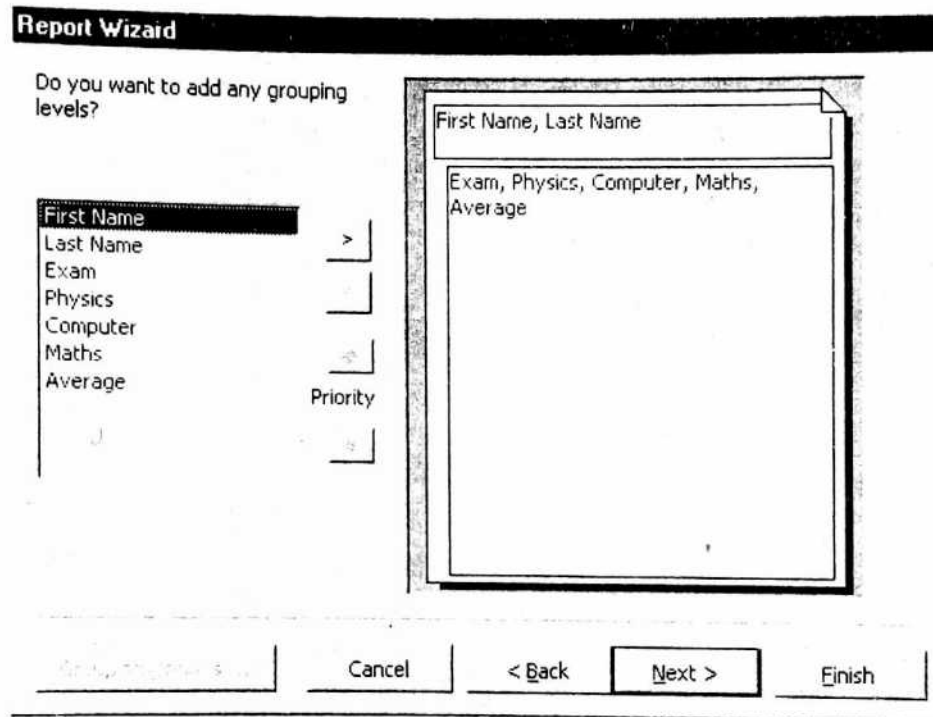 Report Wizard
Do you want to add any grouping
levels?
First Name
Last Name
Exam
Physics
Computer
Maths
Average
>
Priority
First Name, Last Name
Exam, Physics, Computer, Maths,
Average
Cancel
< Back
Next >
Finish